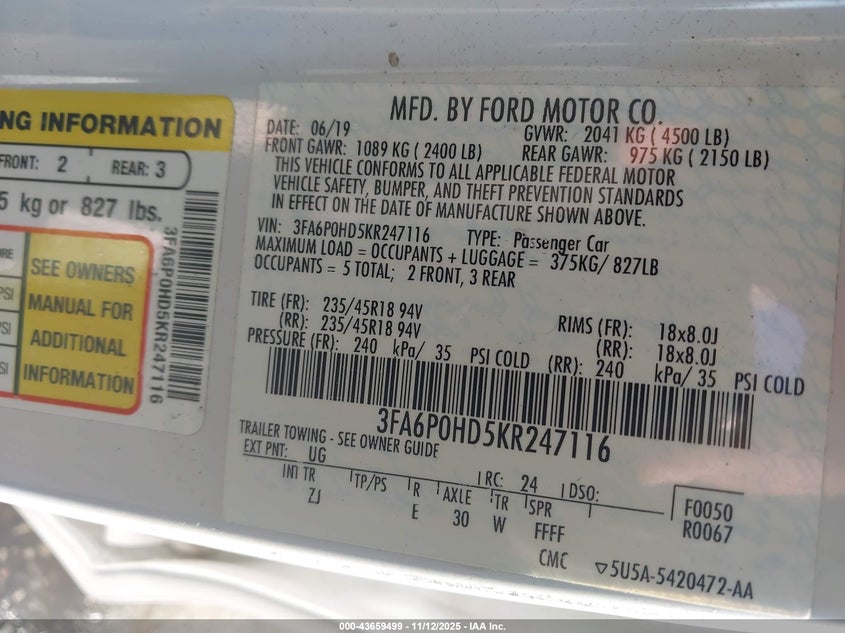 NG INFORMATION
FRONT: 2 REAR: 3
5 kg or 827 lbs.
PSI
PSI
PSI
SEE OWNERS
MANUAL FOR
ADDITIONAL
INFORMATION
3FA6P0HD5KR247116
MFD. BY FORD MOTOR CO.
DATE: 06/19 GVWR: 2041 KG ( 4500 LB)
FRONT GAWR: 1089 KG ( 2400 LB) REAR GAWR: 975 KG ( 2150 LB)
THIS VEHICLE CONFORMS TO ALL APPLICABLE FEDERAL MOTOR
VEHICLE SAFETY, BUMPER, AND THEFT PREVENTION STANDARDS
IN EFFECT ON THE DATE OF MANUFACTURE SHOWN ABOVE.
VIN: 3FA6P0HD5KR247116 TYPE: Passenger Car
MAXIMUM LOAD = OCCUPANTS + LUGGAGE = 375KG/ 827LB
OCCUPANTS = 5 TOTAL; 2 FRONT, 3 REAR
TIRE (FR): 235/45R18 94V RIMS (FR): 18x8.0J
(RR): 235/45R18 94V (RR): 18x8.0J
PRESSURE (FR): 240 kPa/ 35 PSI COLD (RR): 240 kPa/ 35 PSI COLD
3FA6P0HD5KR247116
TRAILER TOWING - SEE OWNER GUIDE
EXT PNT: UG RC: 24 DSO: F0050
INT TR TP/PS R AXLE TR SPR R0067
ZJ E 30 W FFFF
CMC ▽5U5A-5420472-AA
000-43659499 - 11/12/2025 - IAA Inc.